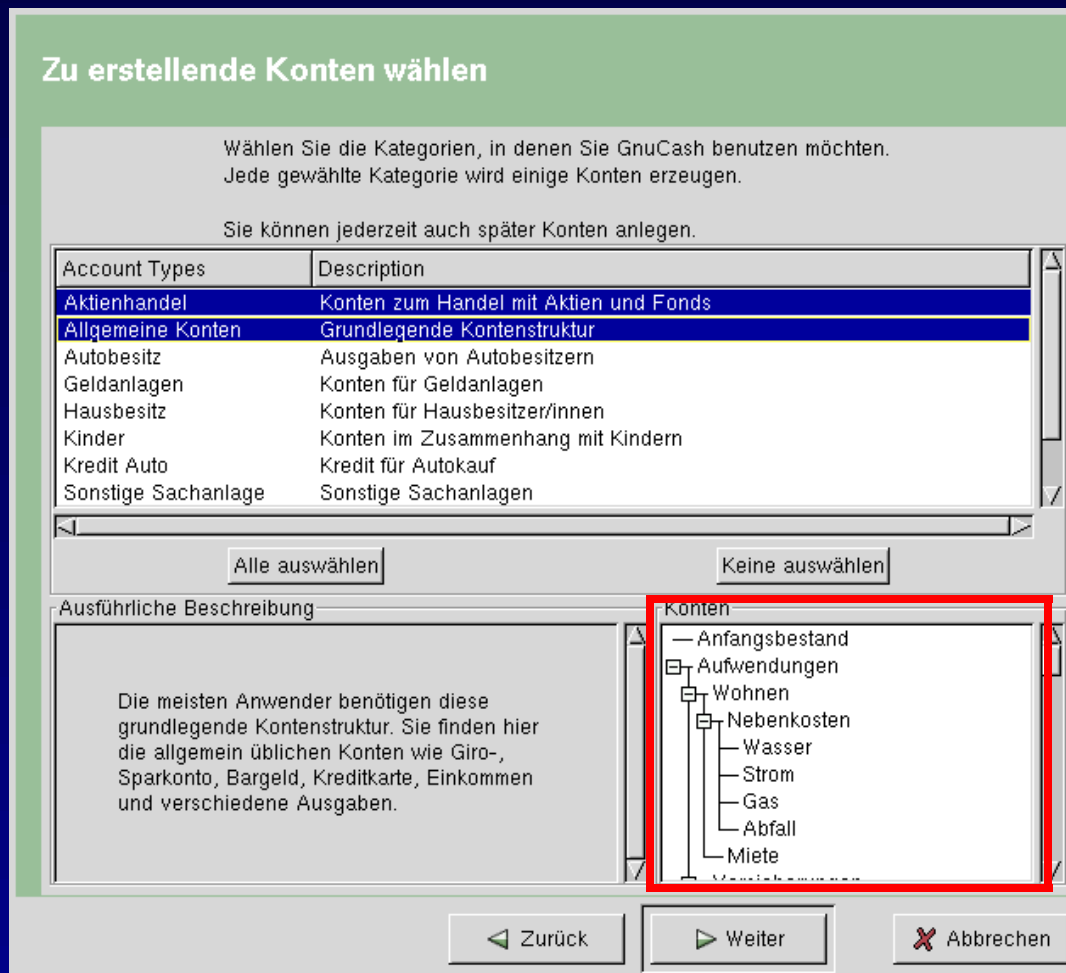 Zu erstellende Konten wählen
Wählen Sie die Kategorien, in denen Sie GnuCash benutzen möchten.
Jede gewählte Kategorie wird einige Konten erzeugen.
Sie können jederzeit auch später Konten anlegen.
Account Types Description
Aktienhandel Konten zum Handel mit Aktien und Fonds
Allgemeine Konten Grundlegende Kontenstruktur
Autobesitz Ausgaben von Autobesitzern
Geldanlagen Konten für Geldanlagen
Hausbesitz Konten für Hausbesitzer/innen
Kinder Konten im Zusammenhang mit Kindern
Kredit Auto Kredit für Autokauf
Sonstige Sachanlage Sonstige Sachanlagen
Alle auswählen Keine auswählen
Ausführliche Beschreibung
Die meisten Anwender benötigen diese
grundlegende Kontenstruktur. Sie finden hier
die allgemein üblichen Konten wie Giro-,
Sparkonto, Bargeld, Kreditkarte, Einkommen
und verschiedene Ausgaben.
Konten
Anfangsbestand
Aufwendungen
Wohnen
Nebenkosten
Wasser
Strom
Gas
Abfall
Miete
Versicherungen
Zurück Weiter Abbrechen